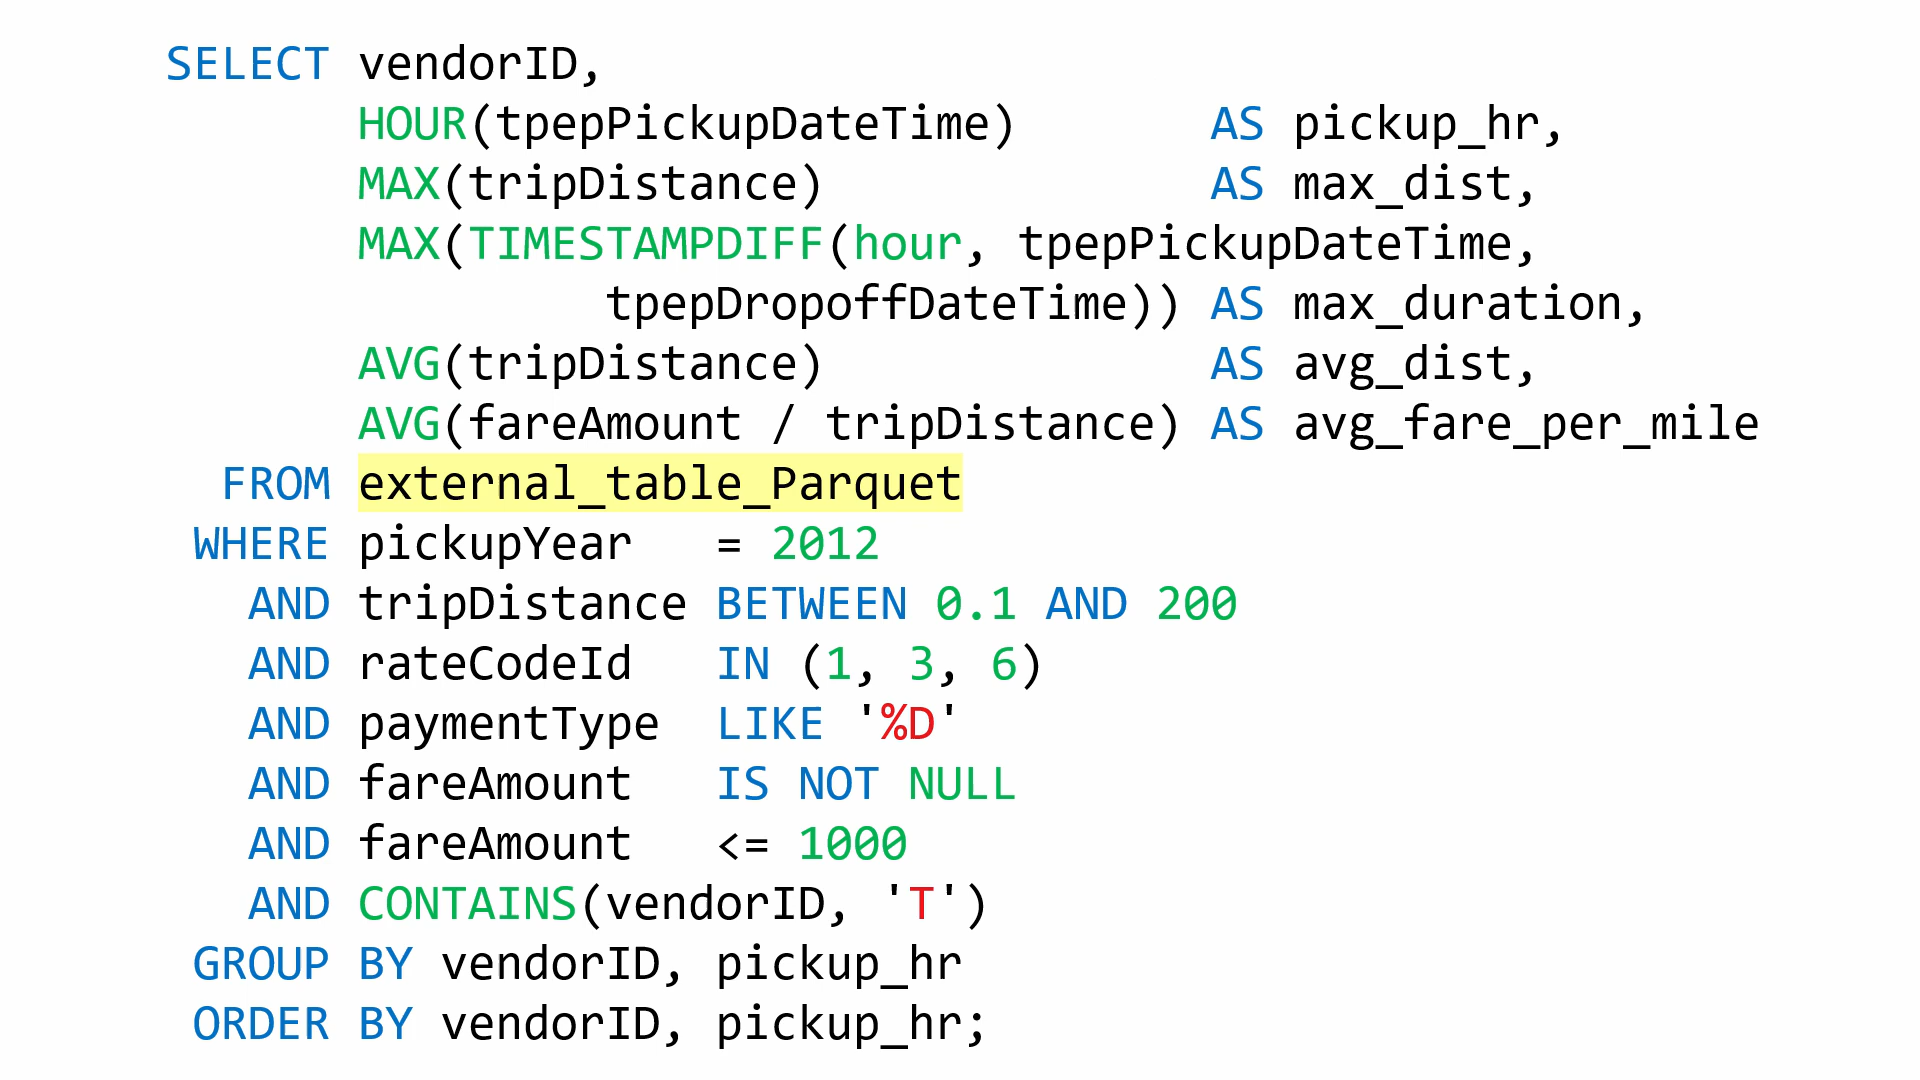 SELECT vendorID,
HOUR(tpepPickupDateTime) AS pickup_hr,
MAX(tripDistance) AS max_dist,
MAX(TIMESTAMPDIFF(hour, tpepPickupDateTime,
tpepDropoffDateTime)) AS max_duration,
AVG(tripDistance) AS avg_dist,
AVG(fareAmount / tripDistance) AS avg_fare_per_mile
FROM external_table_Parquet
WHERE pickupYear = 2012
AND tripDistance BETWEEN 0.1 AND 200
AND rateCodeId IN (1, 3, 6)
AND paymentType LIKE '%D'
AND fareAmount IS NOT NULL
AND fareAmount <= 1000
AND CONTAINS(vendorID, 'T')
GROUP BY vendorID, pickup_hr
ORDER BY vendorID, pickup_hr;